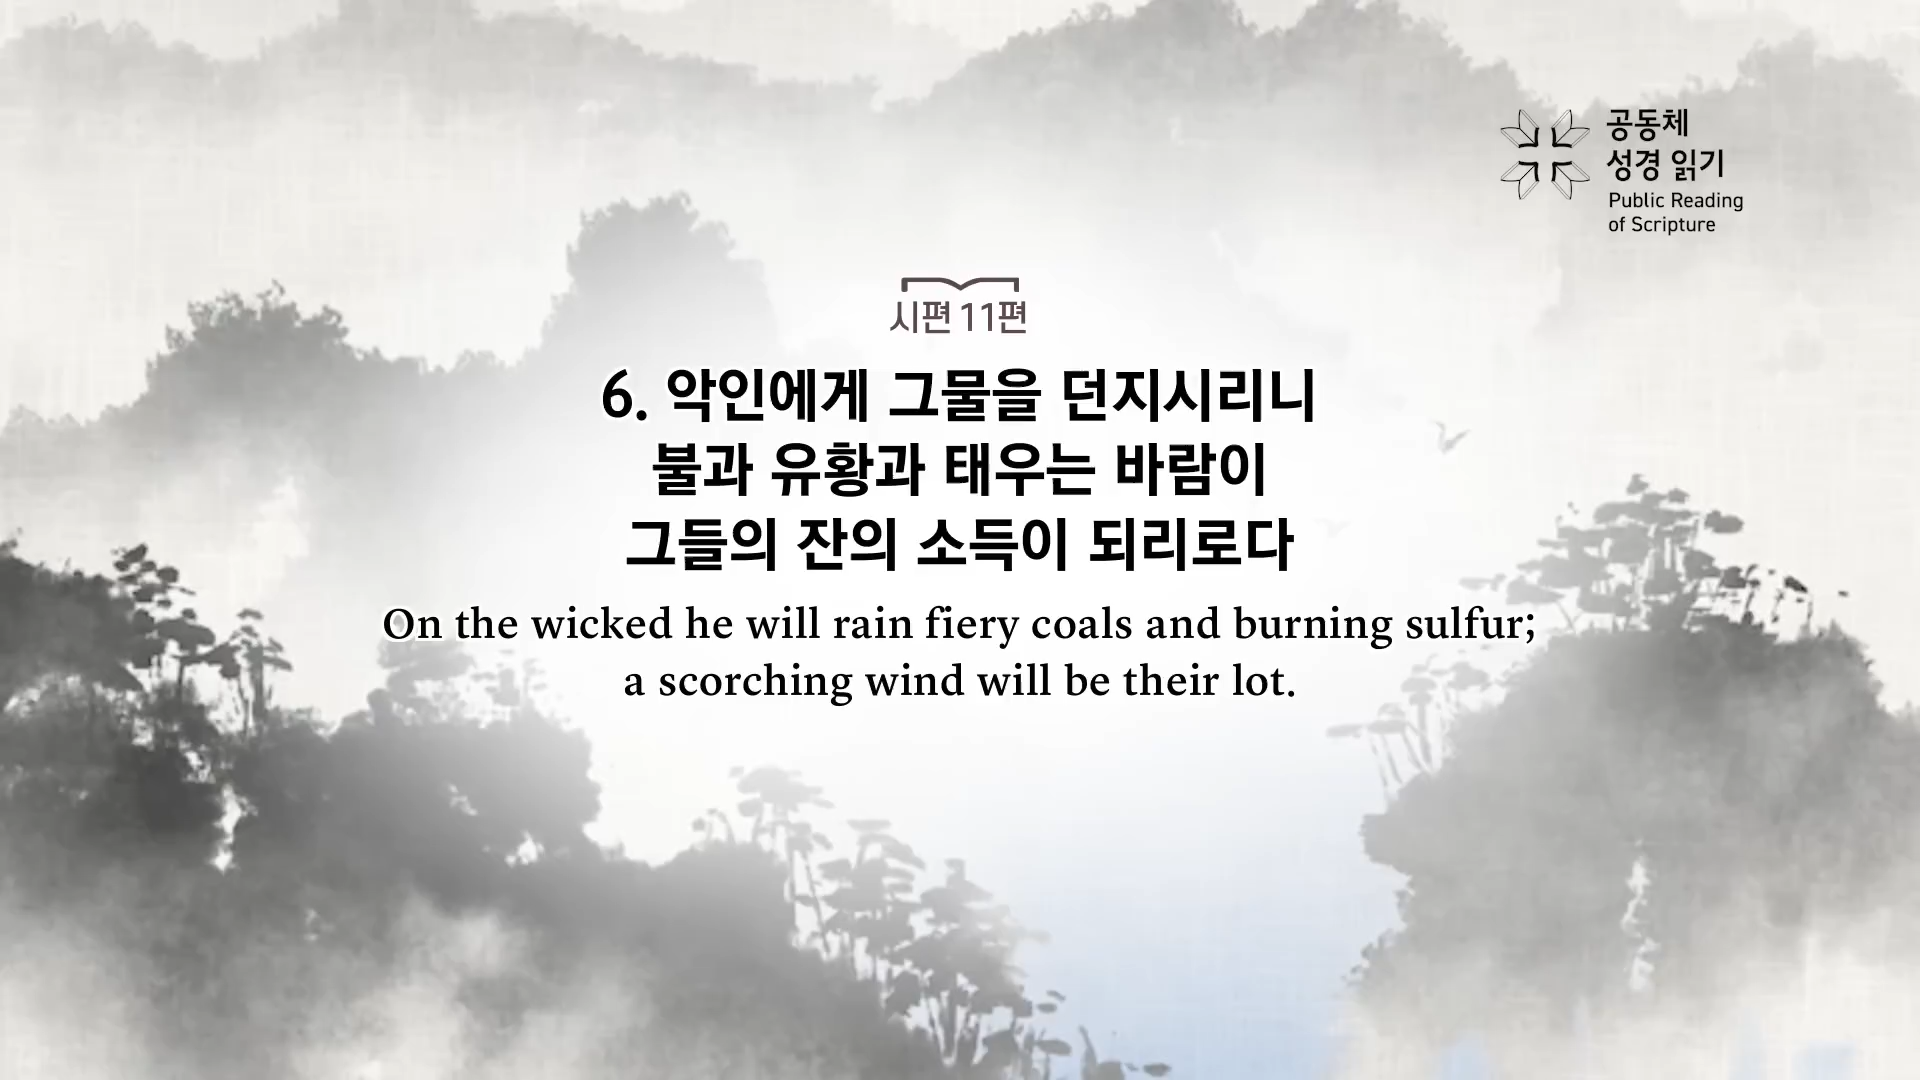 공동체
성경 읽기
Public Reading
of Scripture
시편 11편
6. 악인에게 그물을 던지시리니
불과 유황과 태우는 바람이
그들의 잔의 소득이 되리로다
On the wicked he will rain fiery coals and burning sulfur;
a scorching wind will be their lot.